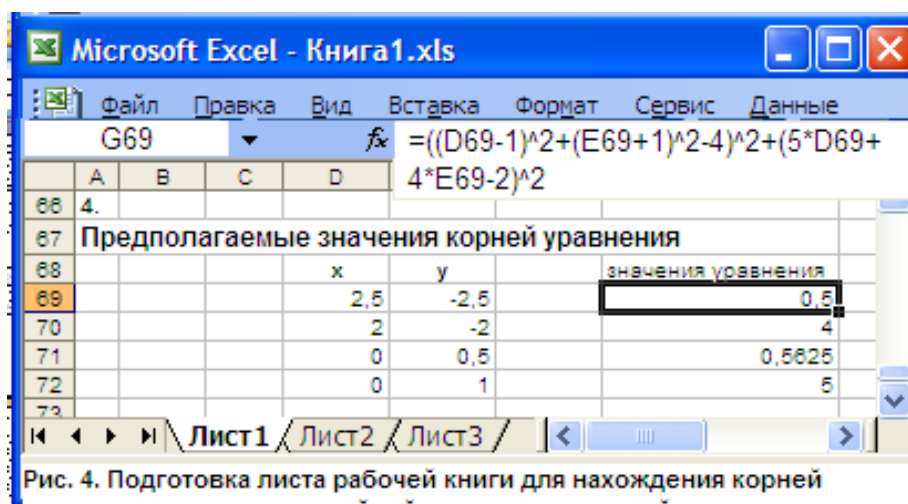 Microsoft Excel - Книга1.xls
Файл Правка Вид Вставка Формат Сервис Данные
G69 fx =((D69-1)^2+(E69+1)^2-4)^2+(5*D69+
4*E69-2)^2
A B C D
66 4.
67 Предполагаемые значения корней уравнения
68 x y значения уравнения
69 2,5 -2,5 0,5
70 2 -2 4
71 0 0,5 0,5625
72 0 1 5
73
Лист1 Лист2 Лист3
Рис. 4. Подготовка листа рабочей книги для нахождения корней